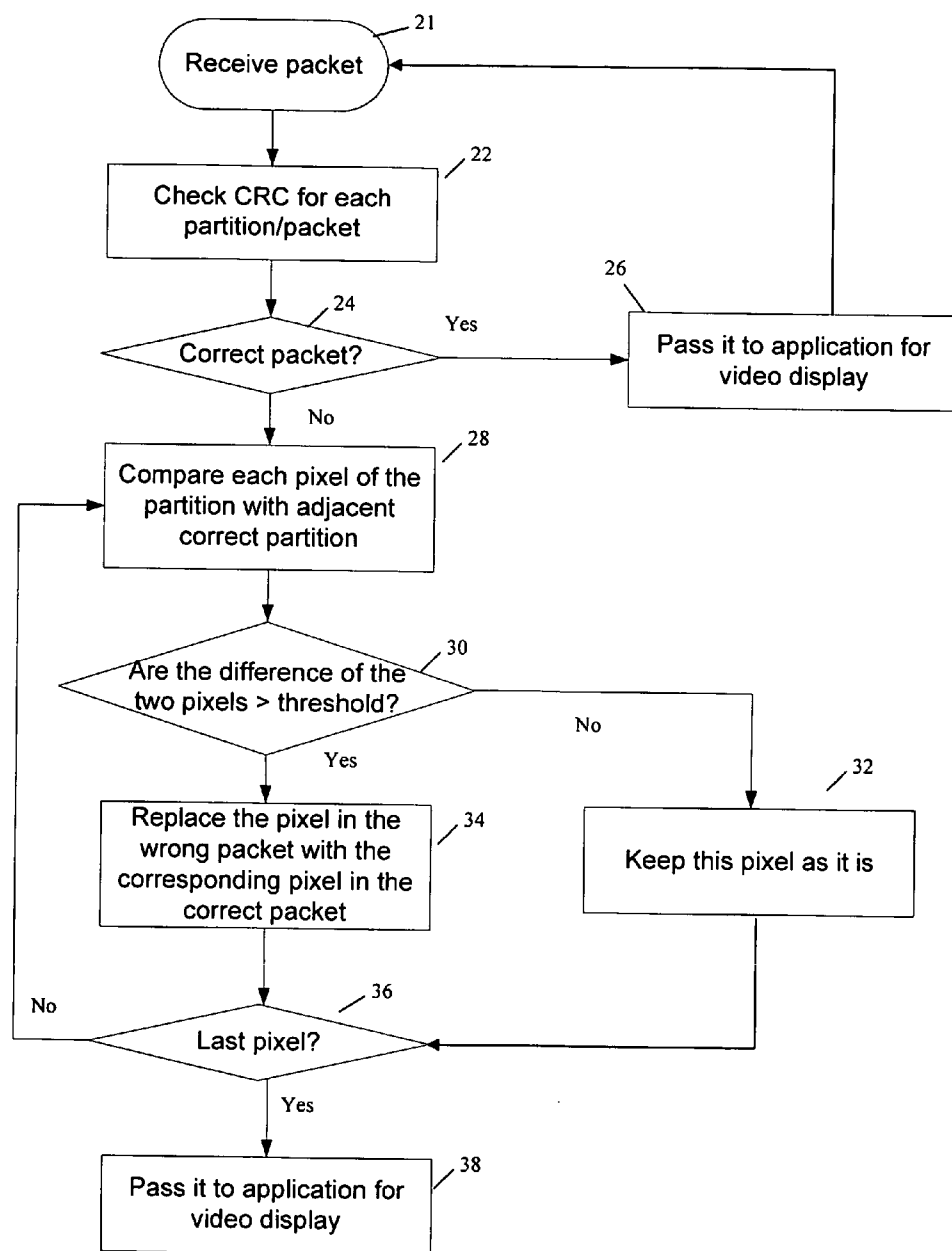 21
Receive packet
22
Check CRC for each
partition/packet
24
Correct packet?
Yes
26
Pass it to application for
video display
No
28
Compare each pixel of the
partition with adjacent
correct partition
30
Are the difference of the
two pixels > threshold?
No
Yes
32
Keep this pixel as it is
34
Replace the pixel in the
wrong packet with the
corresponding pixel in the
correct packet
36
Last pixel?
No
Yes
38
Pass it to application for
video display